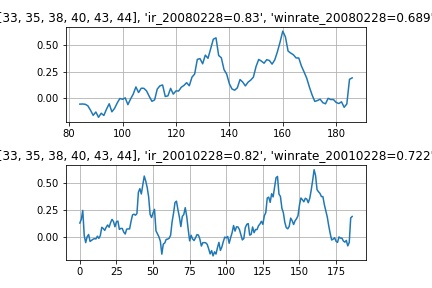 [33, 35, 38, 40, 43, 44], 'ir_20080228=0.83', 'winrate_20080228=0.689'
0.50
0.25
0.00
80 100 120 140 160 180
[33, 35, 38, 40, 43, 44], 'ir_20010228=0.82', 'winrate_20010228=0.722'
0.50
0.25
0.00
0 25 50 75 100 125 150 175